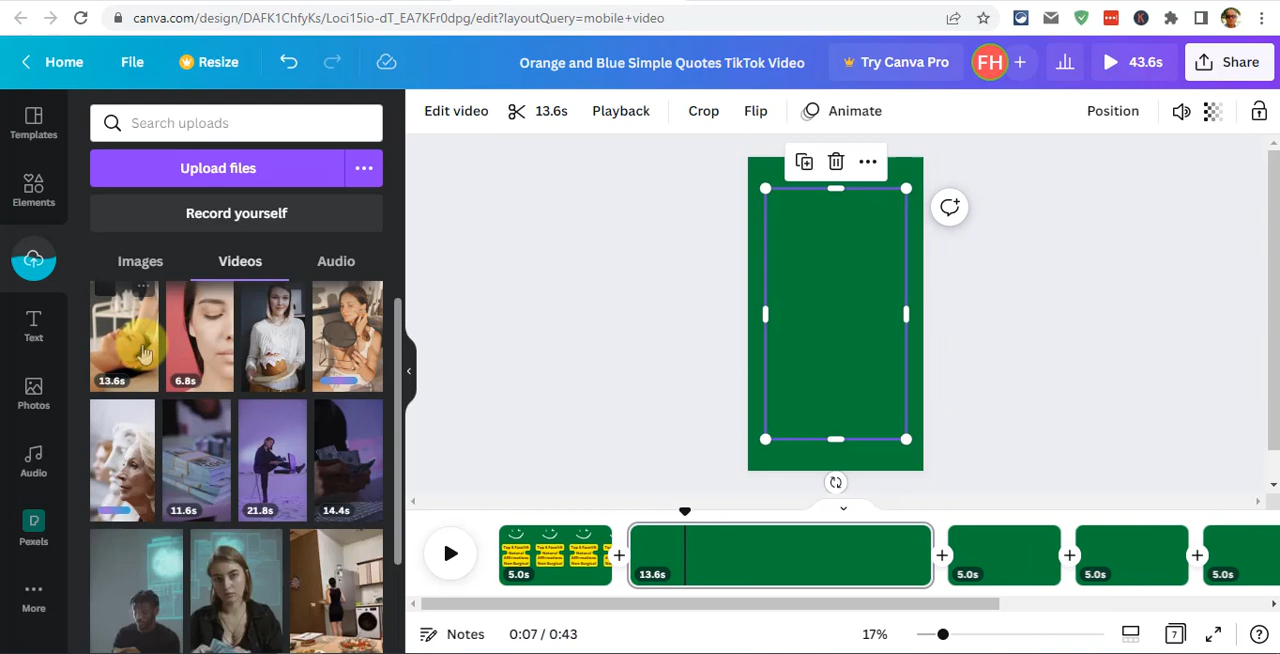 canva.com/design/DAFK1ChfyKs/Loci15io-dT_EA7KFr0dpg/edit?layoutQuery=mobile+video
Home
File
Resize
Orange and Blue Simple Quotes TikTok Video
Try Canva Pro
FH
43.6s
Share
Templates
Elements
Text
Photos
Audio
Pexels
More
Search uploads
Upload files
Record yourself
Images
Videos
Audio
13.6s
6.8s
11.6s
21.8s
14.4s
Edit video
13.6s
Playback
Crop
Flip
Animate
Position
5.0s
13.6s
5.0s
5.0s
5.0s
Notes
0:07 / 0:43
17%
7